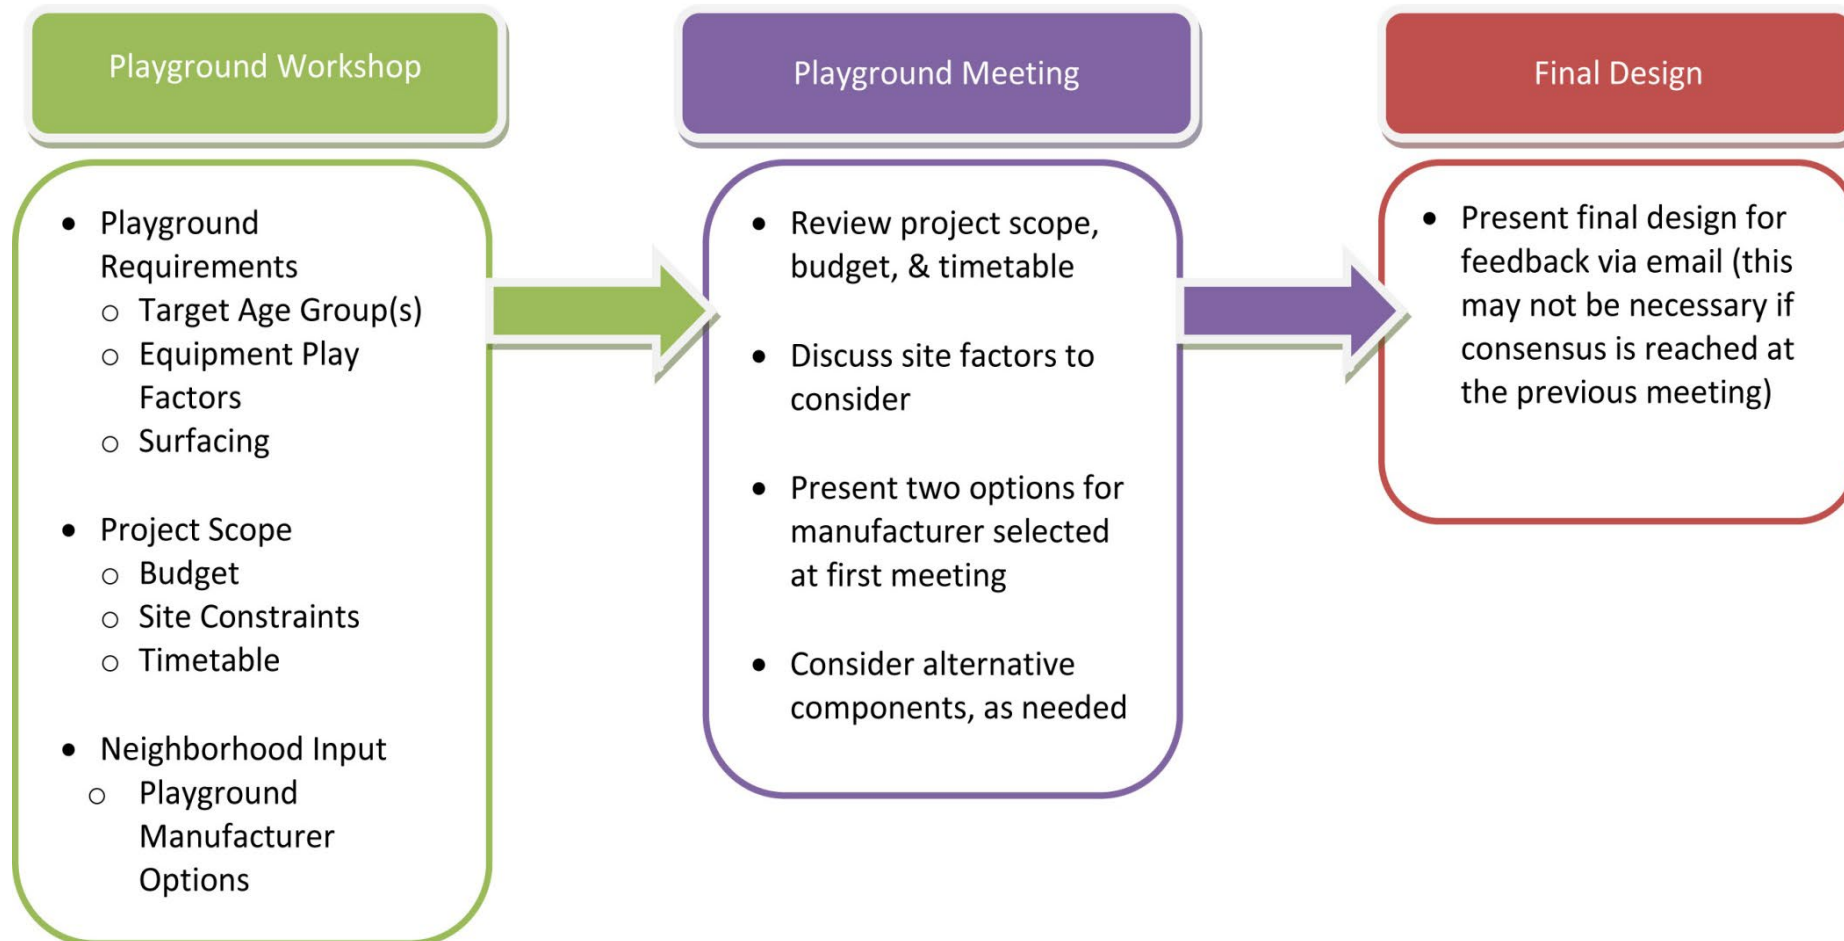 Playground Workshop
• Playground
Requirements
o Target Age Group(s)
o Equipment Play
Factors
o Surfacing
• Project Scope
o Budget
o Site Constraints
o Timetable
• Neighborhood Input
o Playground
Manufacturer
Options
Playground Meeting
• Review project scope,
budget, & timetable
• Discuss site factors to
consider
• Present two options for
manufacturer selected
at first meeting
• Consider alternative
components, as needed
Final Design
• Present final design for
feedback via email (this
may not be necessary if
consensus is reached at
the previous meeting)